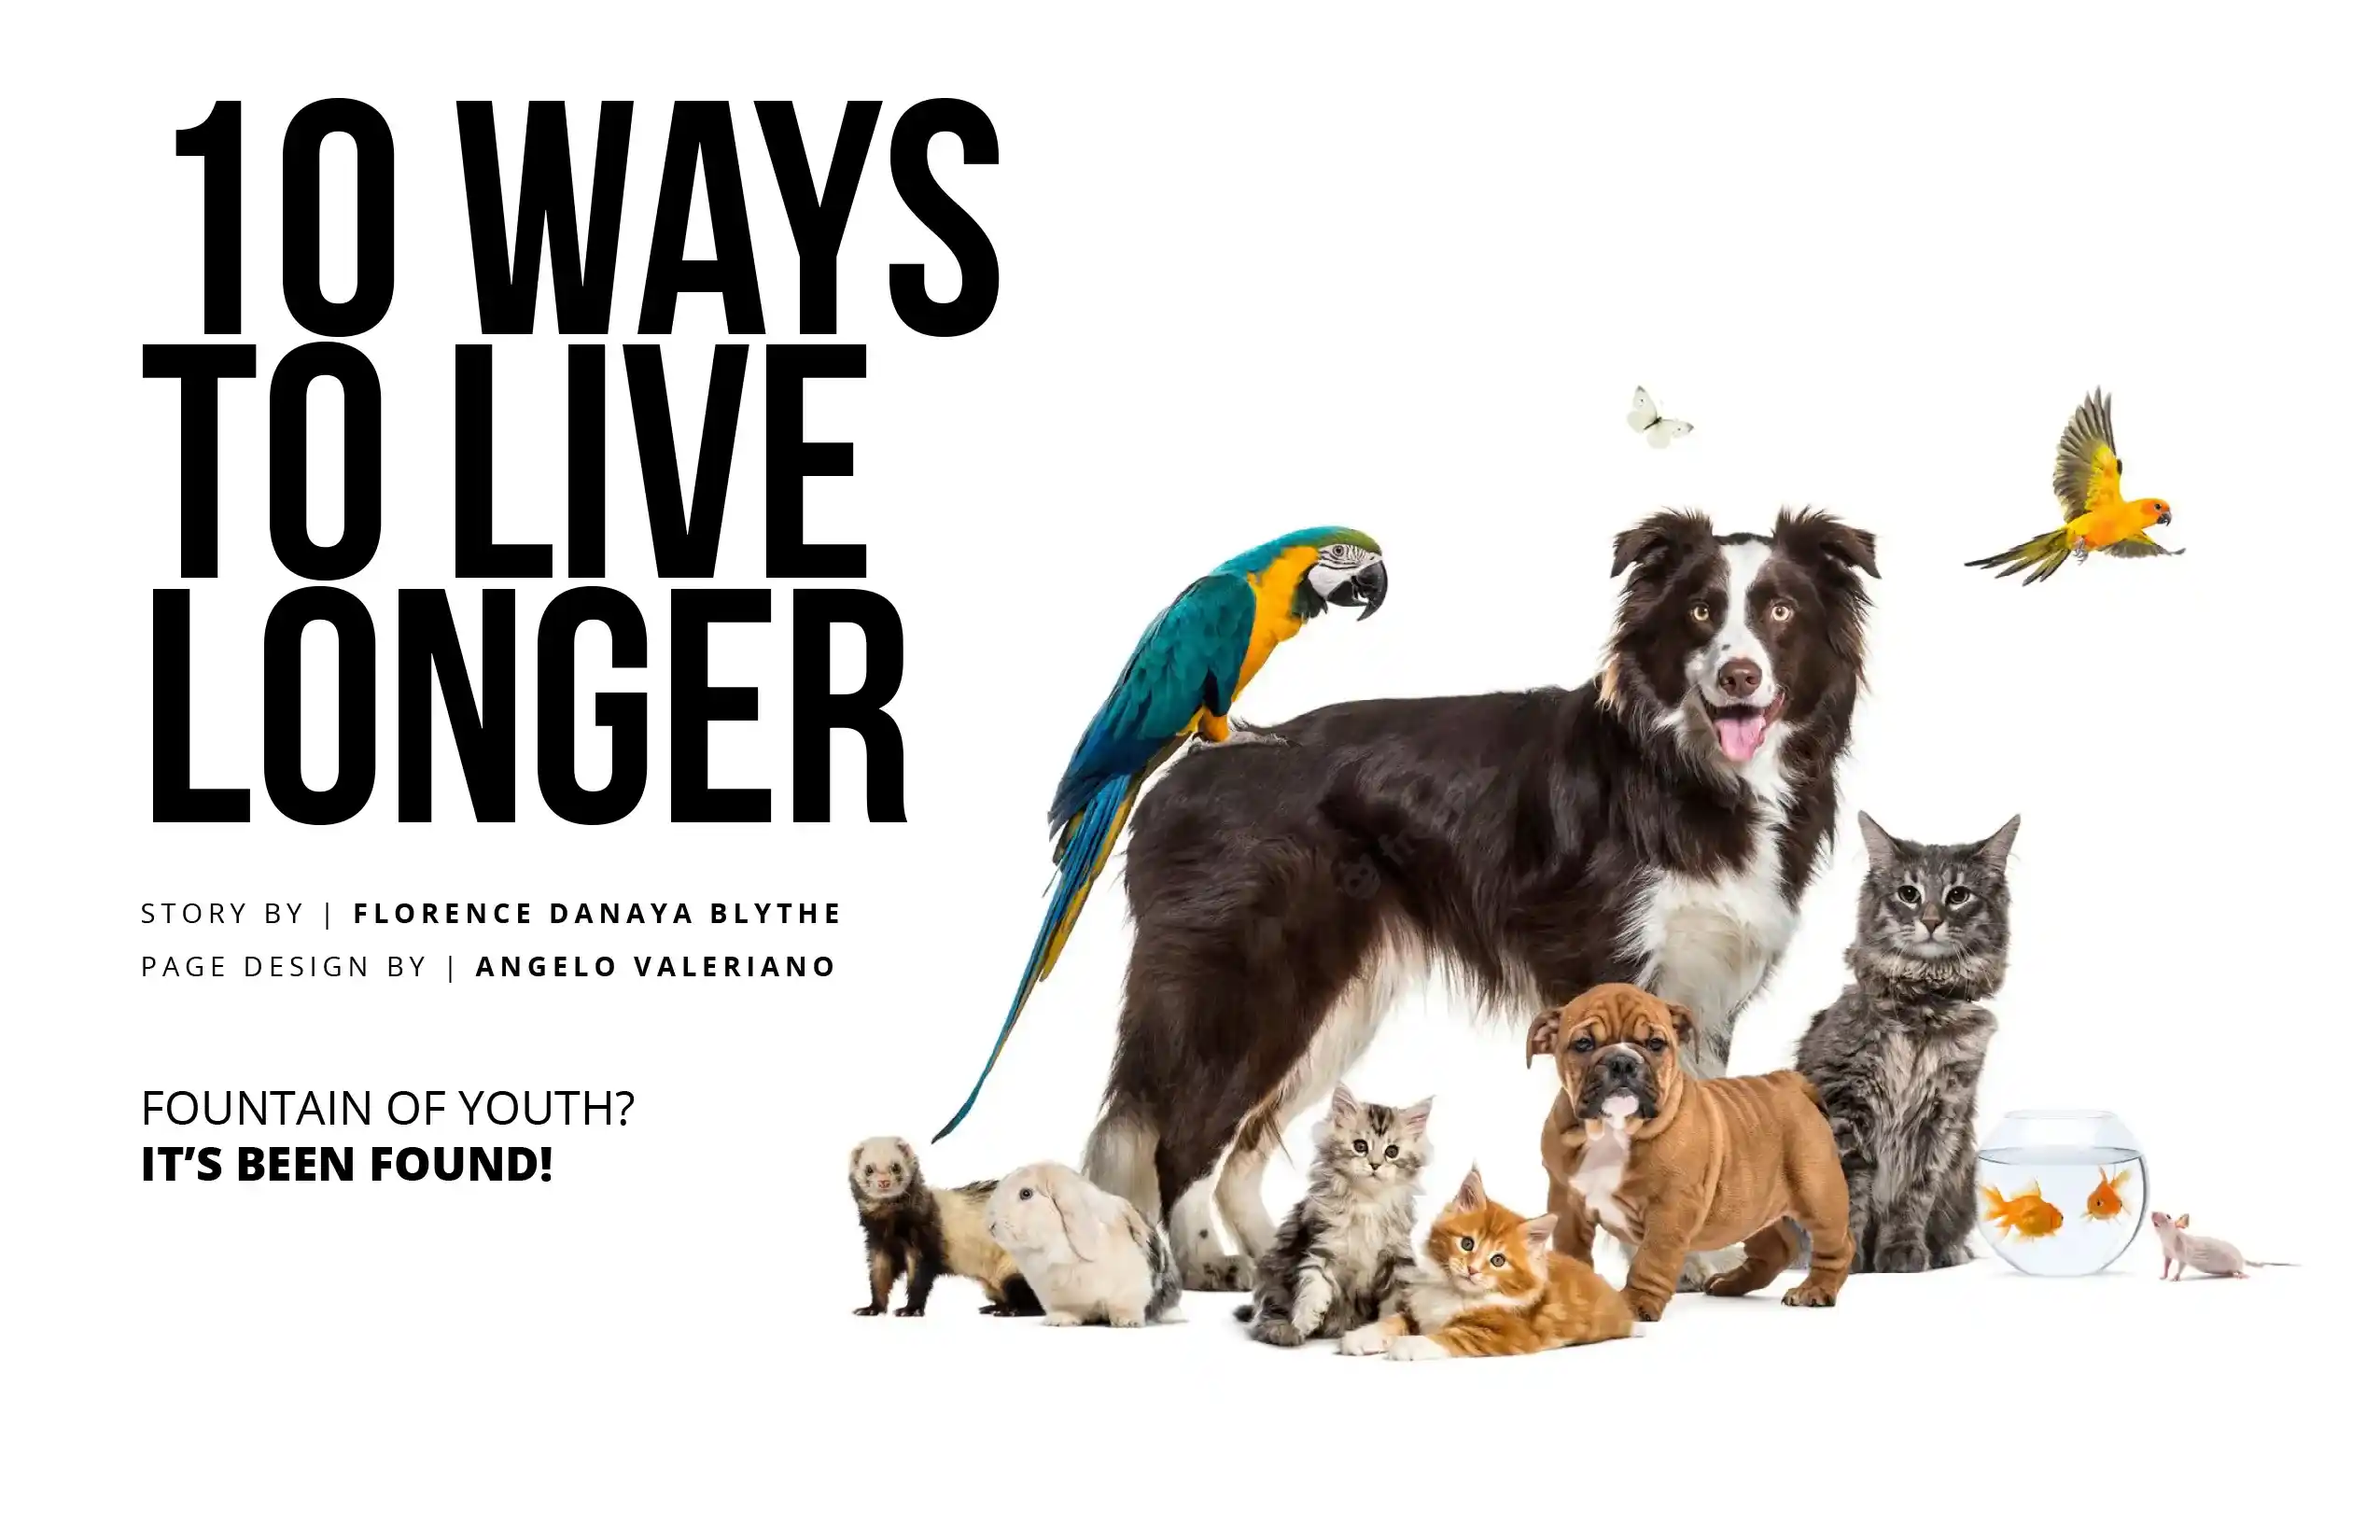 10 WAYS
TO LIVE
LONGER
STORY BY | FLORENCE DANAYA BLYTHE
PAGE DESIGN BY | ANGELO VALERIANO
FOUNTAIN OF YOUTH?
IT'S BEEN FOUND!